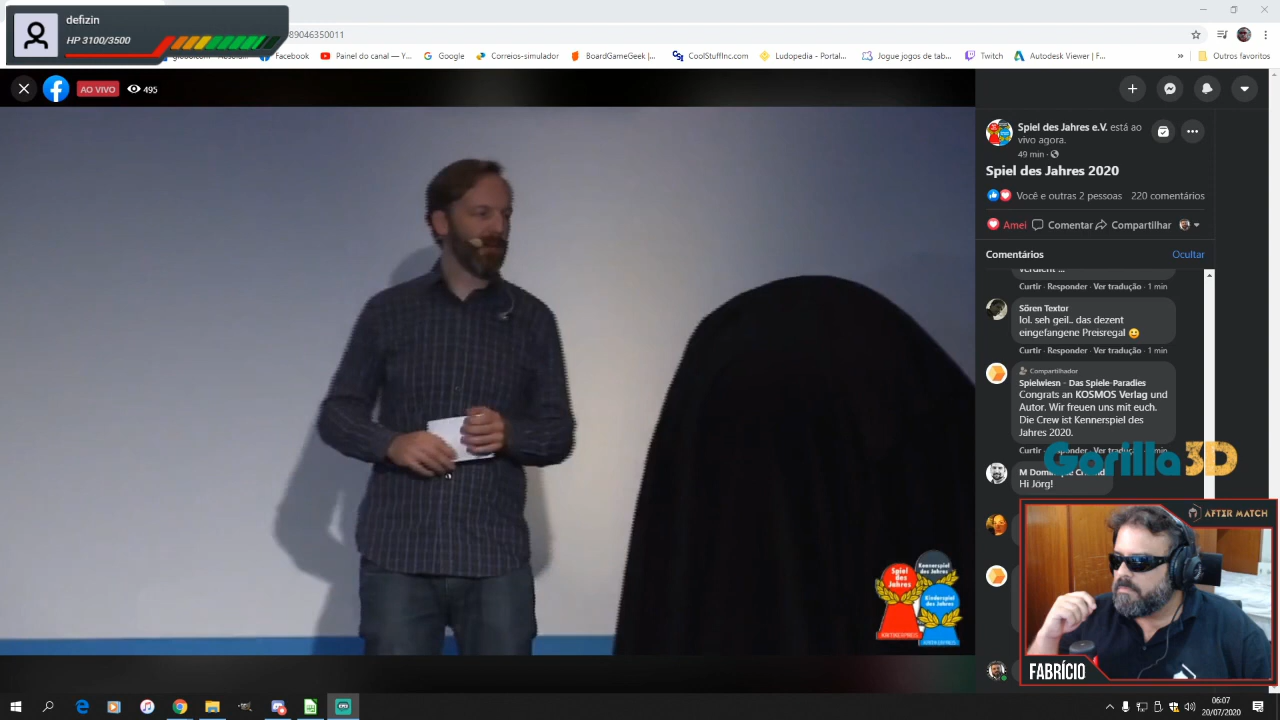 defizin
HP 3100/3500
89046350011
Facebook
Painel do canal — Y...
Google
Correios-simulador
BoardGameGeek |...
CoolStuffInc.com
Ludopedia - Portal...
Jogue jogos de tab...
Twitch
Autodesk Viewer | F...
»
Outros favoritos
AO VIVO
495
Spiel des Jahres e.V. está ao
vivo agora.
49 min ·
Spiel des Jahres 2020
Você e outras 2 pessoas
220 comentários
Amei
Comentar
Compartilhar
Comentários
Ocultar
verdient ...
Curtir · Responder · Ver tradução · 1 min
Sören Textor
lol. seh geil.. das dezent
eingefangene Preisregal
Curtir · Responder · Ver tradução · 1 min
Compartilhador
Spielwiesn - Das Spiele-Paradies
Congrats an KOSMOS Verlag und
Autor. Wir freuen uns mit euch.
Die Crew ist Kennerspiel des
Jahres 2020.
Curtir
Gorilla3D
Hi Jörg!
AFTER MATCH
FABRÍCIO
Spiel
des
Jahres
Kennerspiel
des Jahres
Kinderspiel
des Jahres
KRITIKERPREIS
06:07
20/07/2020